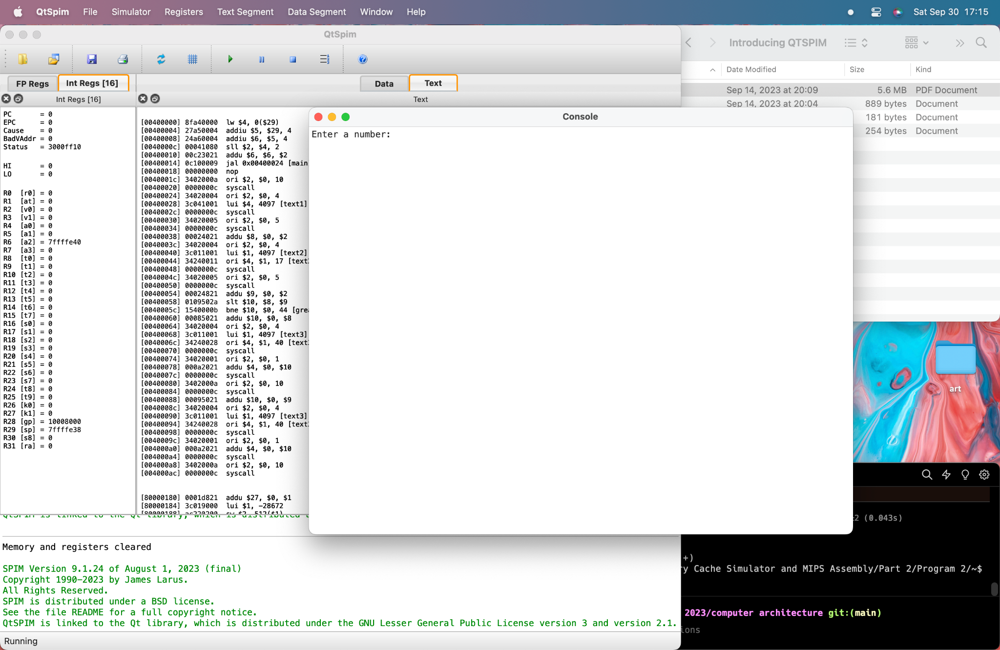 QtSpim File Simulator Registers Text Segment Data Segment Window Help Sat Sep 30 17:15
QtSpim
FP Regs Int Regs [16] Data Text
Int Regs [16] Text
PC = 0
EPC = 0
Cause = 0
BadVAddr = 0
Status = 3000ff10
HI = 0
LO = 0
R0 [r0] = 0
R1 [at] = 0
R2 [v0] = 0
R3 [v1] = 0
R4 [a0] = 0
R5 [a1] = 0
R6 [a2] = 7ffffe40
R7 [a3] = 0
R8 [t0] = 0
R9 [t1] = 0
R10 [t2] = 0
R11 [t3] = 0
R12 [t4] = 0
R13 [t5] = 0
R14 [t6] = 0
R15 [t7] = 0
R16 [s0] = 0
R17 [s1] = 0
R18 [s2] = 0
R19 [s3] = 0
R20 [s4] = 0
R21 [s5] = 0
R22 [s6] = 0
R23 [s7] = 0
R24 [t8] = 0
R25 [t9] = 0
R26 [k0] = 0
R27 [k1] = 0
R28 [gp] = 10008000
R29 [sp] = 7ffffe38
R30 [s8] = 0
R31 [ra] = 0
[00400000] 8fa40000 lw $4, 0($29)
[00400004] 27a50004 addiu $5, $29, 4
[00400008] 24a60004 addiu $6, $5, 4
[0040000c] 00041080 sll $2, $4, 2
[00400010] 00c23021 addu $6, $6, $2
[00400014] 0c100009 jal 0x00400024 [main
[00400018] 00000000 nop
[0040001c] 3402000a ori $2, $0, 10
[00400020] 0000000c syscall
[00400024] 34020004 ori $2, $0, 4
[00400028] 3c041001 lui $4, 4097 [text1]
[0040002c] 0000000c syscall
[00400030] 34020005 ori $2, $0, 5
[00400034] 0000000c syscall
[00400038] 00024021 addu $8, $0, $2
[0040003c] 34020004 ori $2, $0, 4
[00400040] 3c011001 lui $1, 4097 [text2]
[00400044] 34240011 ori $4, $1, 17 [text
[00400048] 0000000c syscall
[0040004c] 34020005 ori $2, $0, 5
[00400050] 0000000c syscall
[00400054] 00024821 addu $9, $0, $2
[00400058] 0109502a slt $10, $8, $9
[0040005c] 1540000b bne $10, $0, 44 [grea
[00400060] 00085021 addu $10, $0, $8
[00400064] 34020004 ori $2, $0, 4
[00400068] 3c011001 lui $1, 4097 [text3]
[0040006c] 34240028 ori $4, $1, 40 [text
[00400070] 0000000c syscall
[00400074] 34020001 ori $2, $0, 1
[00400078] 000a2021 addu $4, $0, $10
[0040007c] 0000000c syscall
[00400080] 3402000a ori $2, $0, 10
[00400084] 0000000c syscall
[00400088] 00095021 addu $10, $0, $9
[0040008c] 34020004 ori $2, $0, 4
[00400090] 3c011001 lui $1, 4097 [text3]
[00400094] 34240028 ori $4, $1, 40 [text
[00400098] 0000000c syscall
[0040009c] 34020001 ori $2, $0, 1
[004000a0] 000a2021 addu $4, $0, $10
[004000a4] 0000000c syscall
[004000a8] 3402000a ori $2, $0, 10
[004000ac] 0000000c syscall
[80000180] 0001d821 addu $27, $0, $1
[80000184] 3c019000 lui $1, -28672
[80000188] ac220200 sw $2, 512($1)
QtSPIM is linked to the Qt library, which is distributed
Memory and registers cleared
SPIM Version 9.1.24 of August 1, 2023 (final)
Copyright 1990-2023 by James Larus.
All Rights Reserved.
SPIM is distributed under a BSD license.
See the file README for a full copyright notice.
QtSPIM is linked to the Qt library, which is distributed under the GNU Lesser General Public License version 3 and version 2.1.
Running
Console
Enter a number:
Introducing QTSPIM
Date Modified Size Kind
Sep 14, 2023 at 20:09 5.6 MB PDF Document
Sep 14, 2023 at 20:04 889 bytes Document
181 bytes Document
254 bytes Document
art
2 (0.043s)
+)
y Cache Simulator and MIPS Assembly/Part 2/Program 2/~$
2023/computer architecture git:(main)
ions